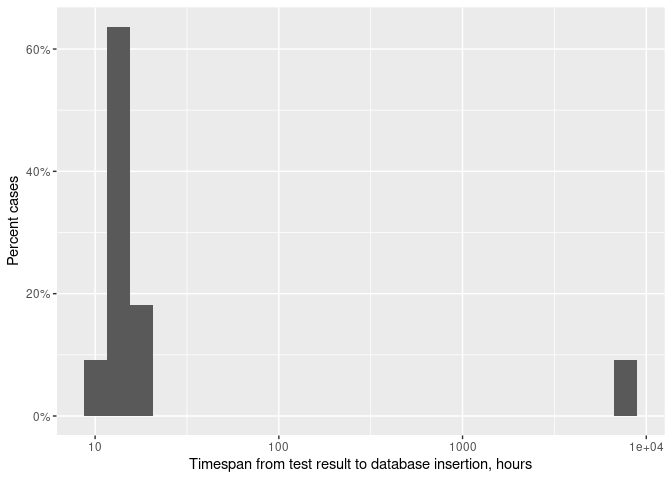 60%
40%
20%
0%
Percent cases
10 100 1000 1e+04
Timespan from test result to database insertion, hours